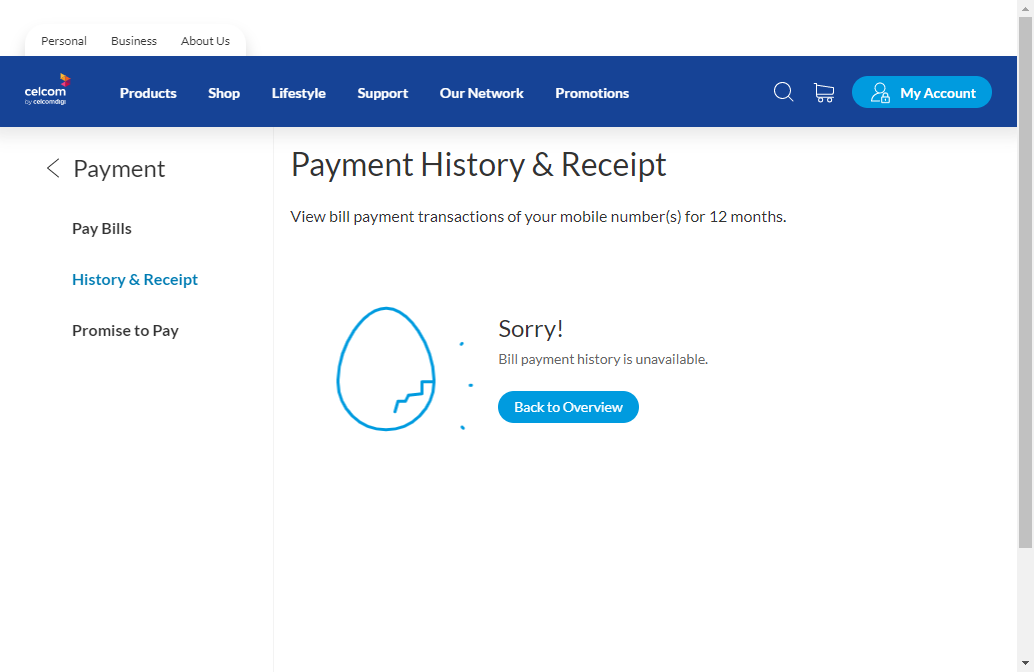 Personal Business About Us
celcom
by celcomdigi
Products Shop Lifestyle Support Our Network Promotions My Account
Payment
Pay Bills
History & Receipt
Promise to Pay
Payment History & Receipt
View bill payment transactions of your mobile number(s) for 12 months.
Sorry!
Bill payment history is unavailable.
Back to Overview